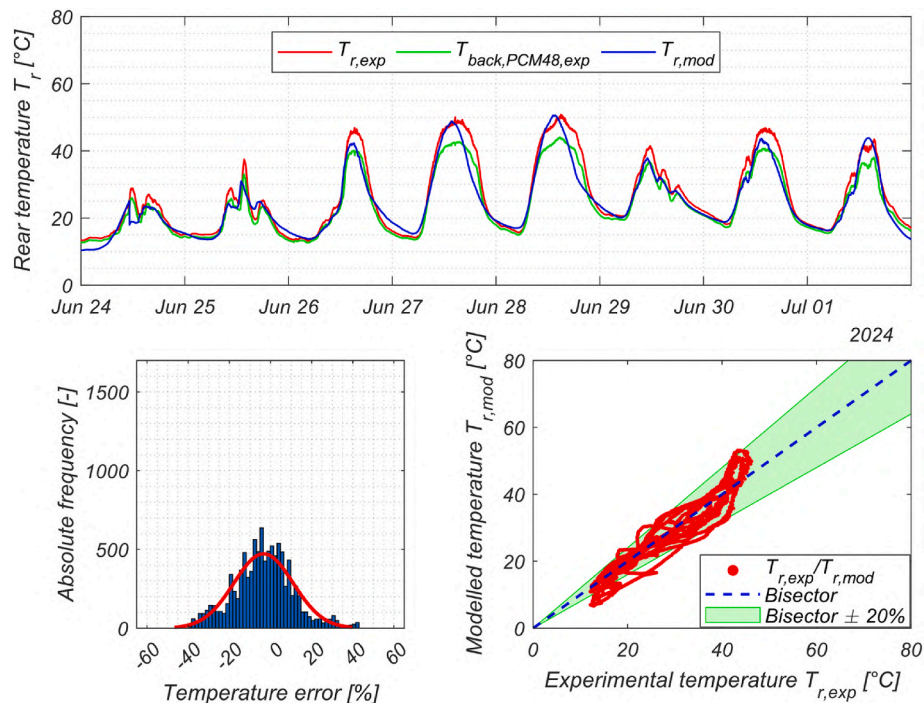 80
60
40
20
0
Rear temperature T_r [°C]
T_r,exp T_back,PCM48,exp T_r,mod
Jun 24 Jun 25 Jun 26 Jun 27 Jun 28 Jun 29 Jun 30 Jul 01
2024
1500
1000
500
0
Absolute frequency [-]
-60 -40 -20 0 20 40 60
Temperature error [%]
80
60
40
20
0
Modelled temperature T_r,mod [°C]
T_r,exp/T_r,mod
Bisector
Bisector ± 20%
0 20 40 60 80
Experimental temperature T_r,exp [°C]